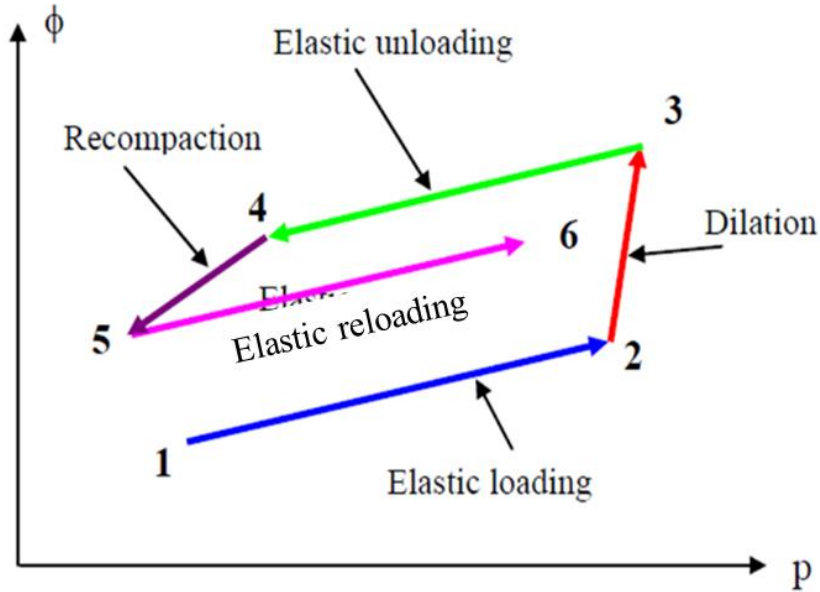 ϕ
Elastic unloading
3
Recompaction
4
6
Dilation
Elastic reloading
5
2
1
Elastic loading
p